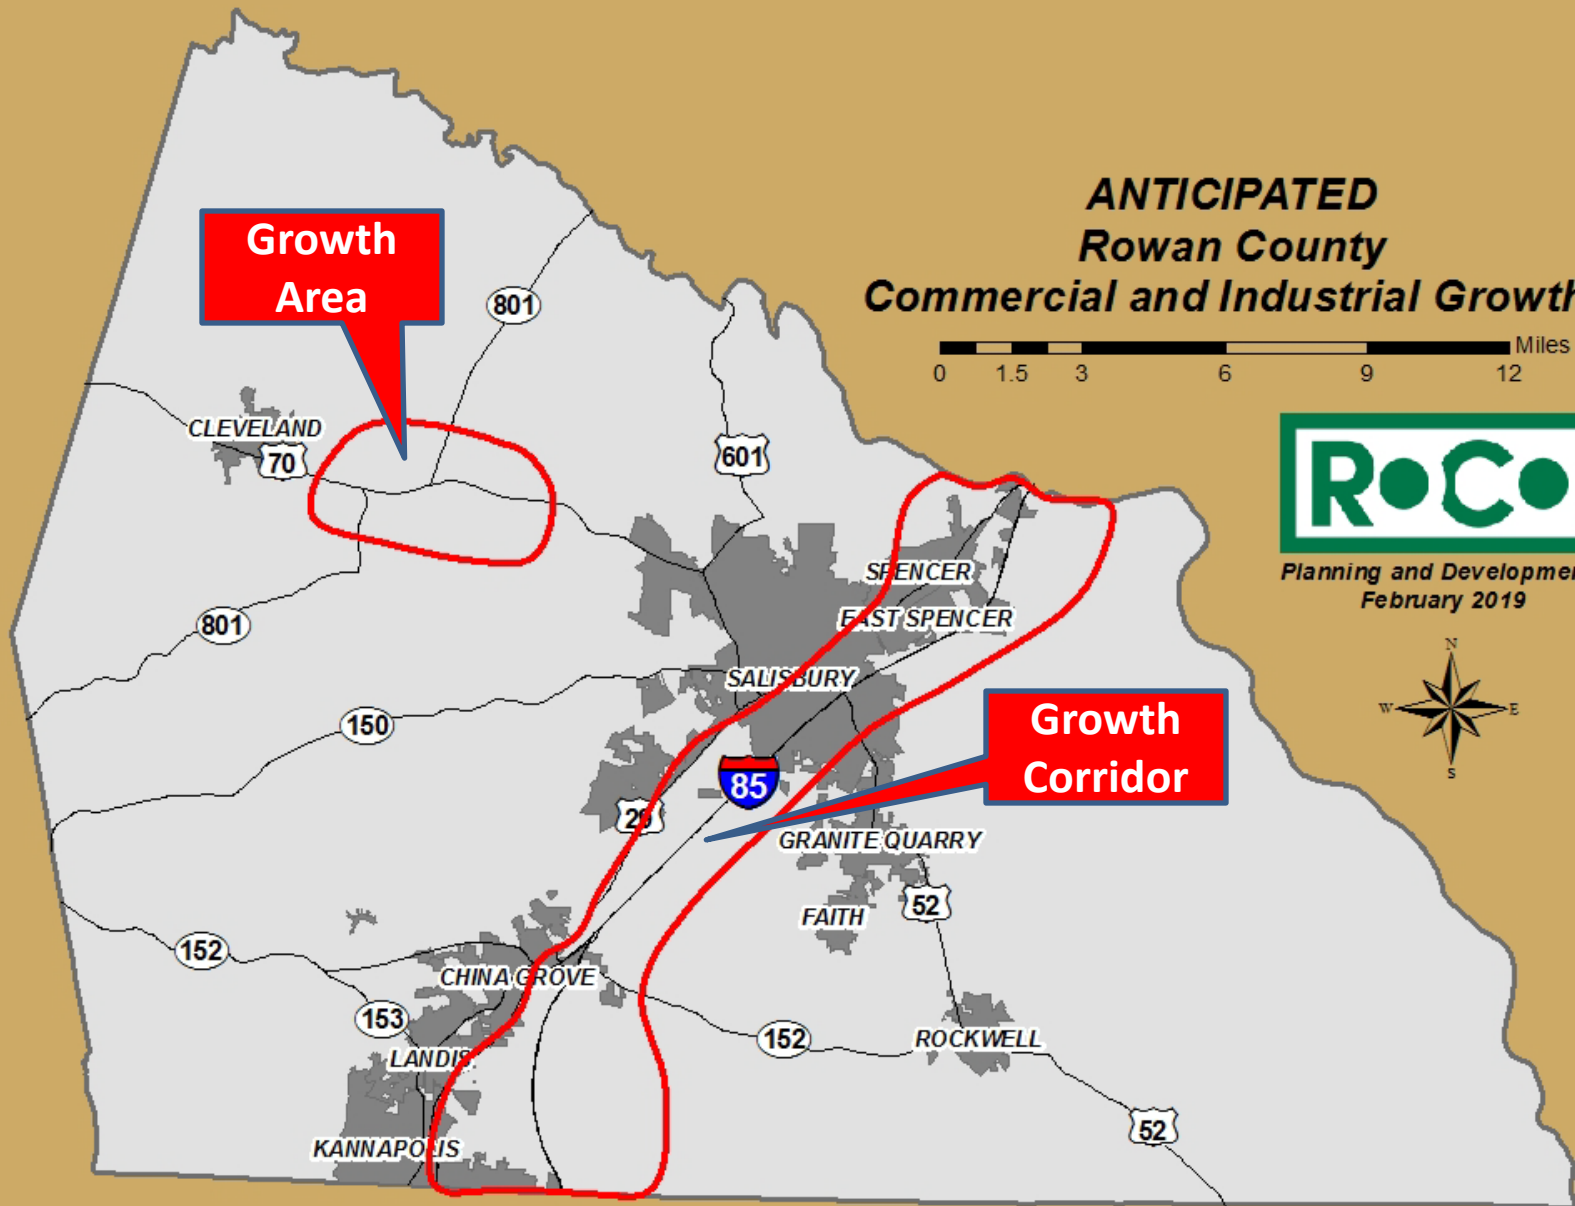 ANTICIPATED
Rowan County
Commercial and Industrial Growth
Miles
0 1.5 3 6 9 12
RoCo
Planning and Developmen
February 2019
N
W E
S
Growth
Area
801
CLEVELAND
70
601
801
SPENCER
EAST SPENCER
SALISBURY
150
Growth
Corridor
85
29
GRANITE QUARRY
52
FAITH
152
CHINA GROVE
153
152
ROCKWELL
LANDIS
52
KANNAPOLIS